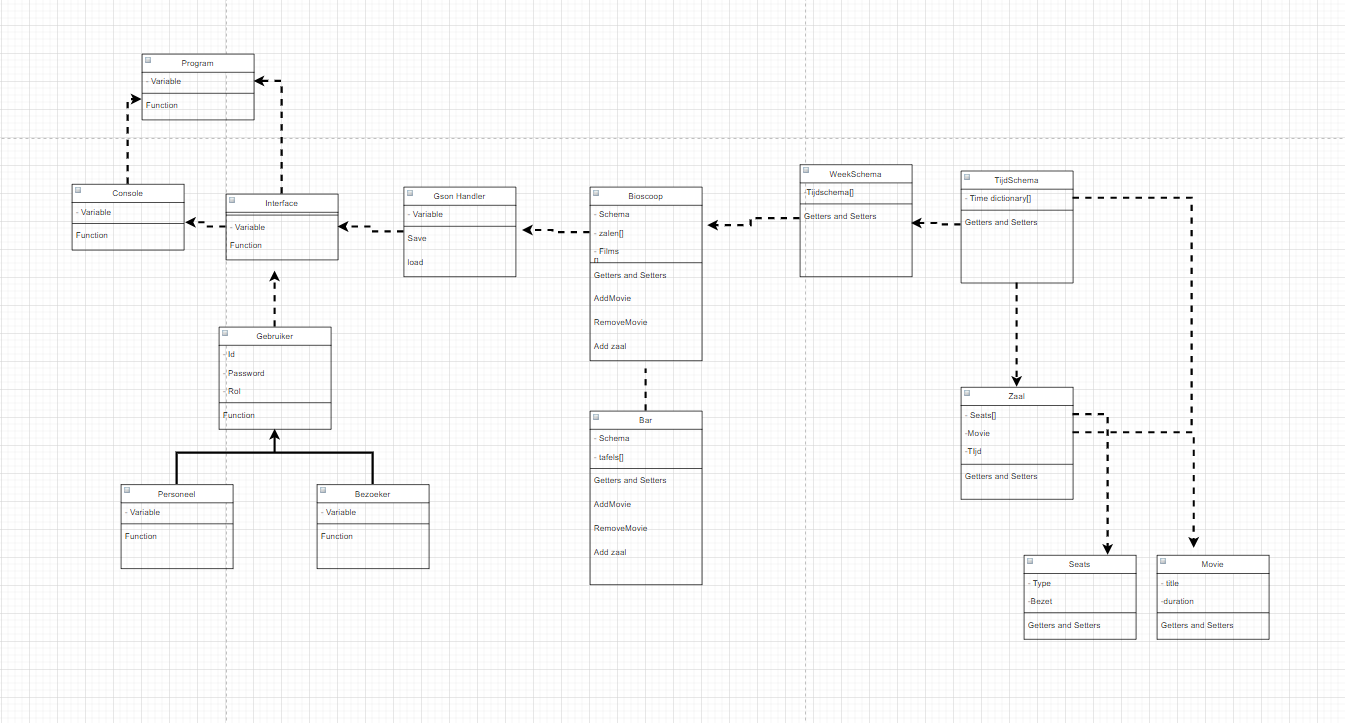 Program
- Variable
Function
Console
- Variable
Function
Interface
- Variable
Function
Gson Handler
- Variable
Save
load
Bioscoop
- Schema
- zalen[]
- Films
[]
Getters and Setters
AddMovie
RemoveMovie
Add zaal
WeekSchema
-Tijdschema[]
Getters and Setters
TijdSchema
- Time dictionary[]
Getters and Setters
Gebruiker
- Id
- Password
- Rol
Function
Personeel
- Variable
Function
Bezoeker
- Variable
Function
Bar
- Schema
- tafels[]
Getters and Setters
AddMovie
RemoveMovie
Add zaal
Zaal
- Seats[]
-Movie
-TIjd
Getters and Setters
Seats
- Type
-Bezet
Getters and Setters
Movie
- title
-duration
Getters and Setters